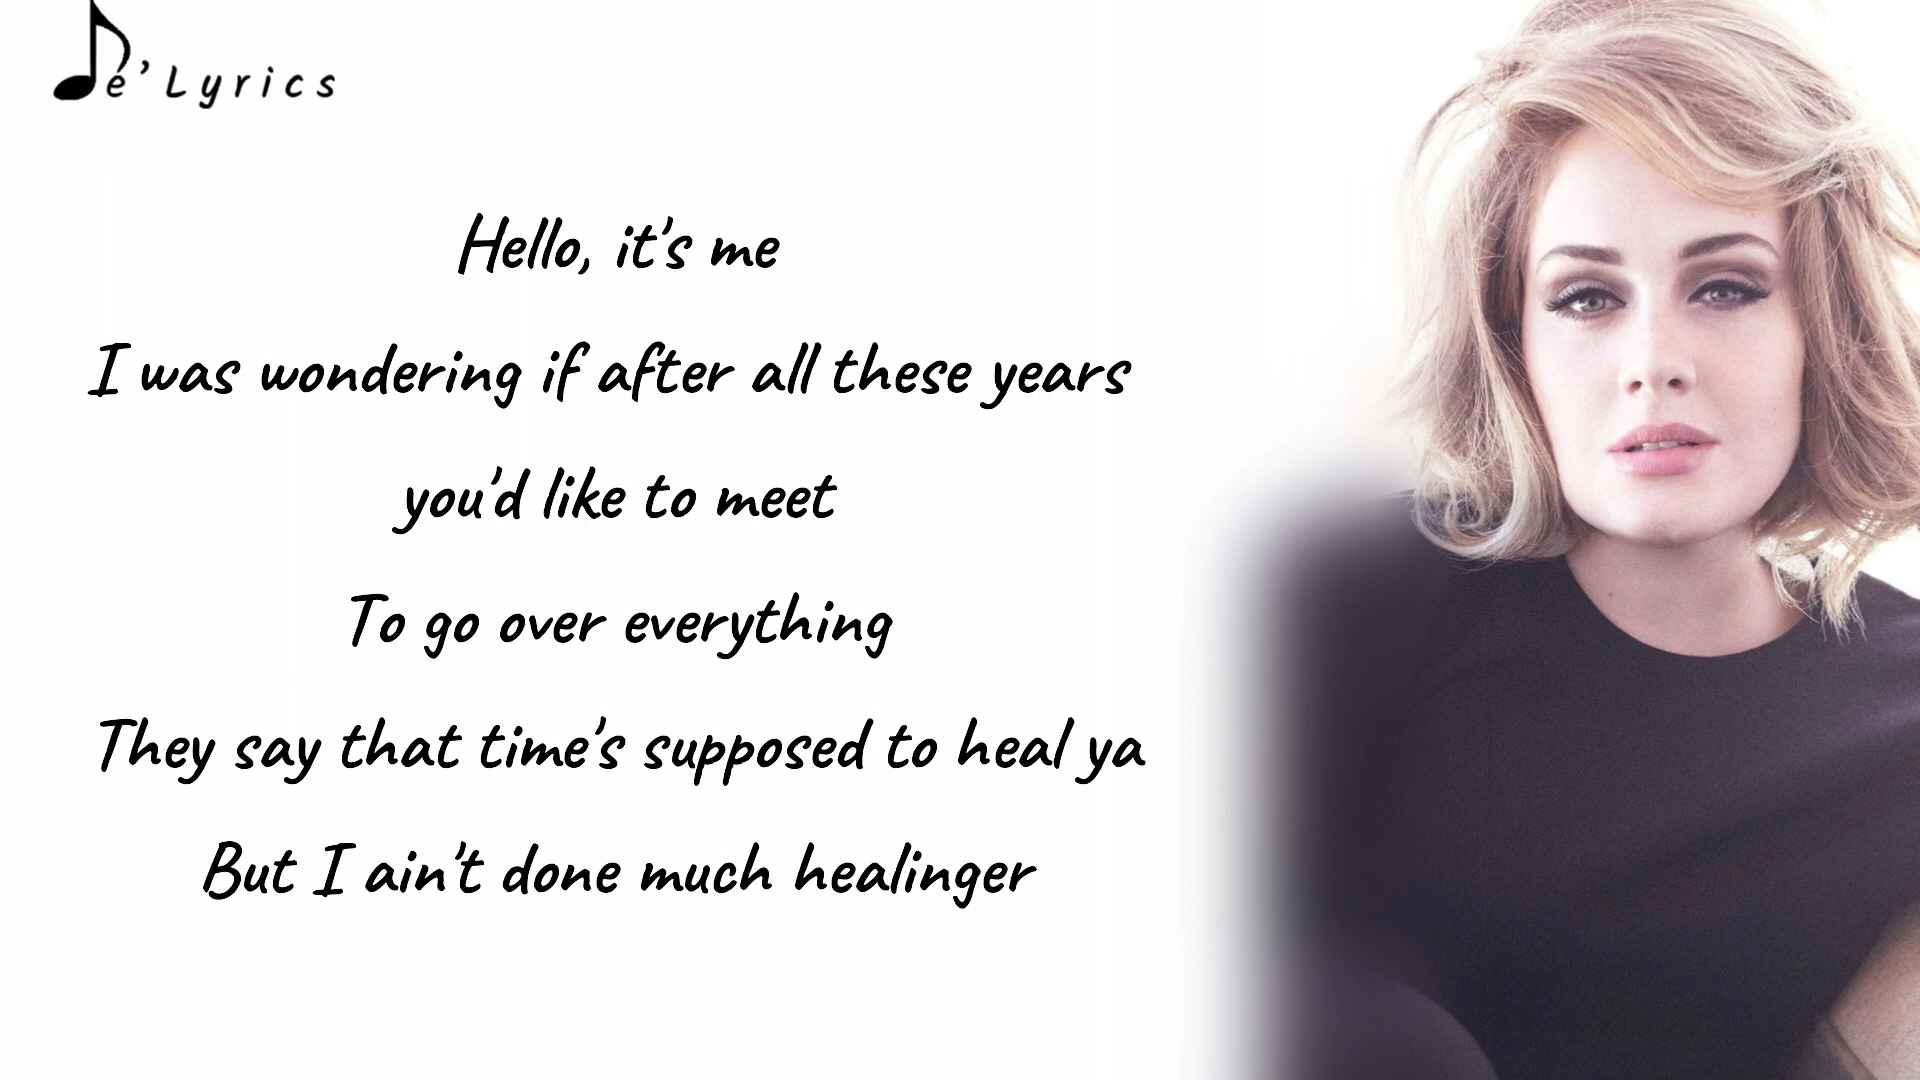 é' Lyrics
Hello, it's me
I was wondering if after all these years
you'd like to meet
To go over everything
They say that time's supposed to heal ya
But I ain't done much healinger